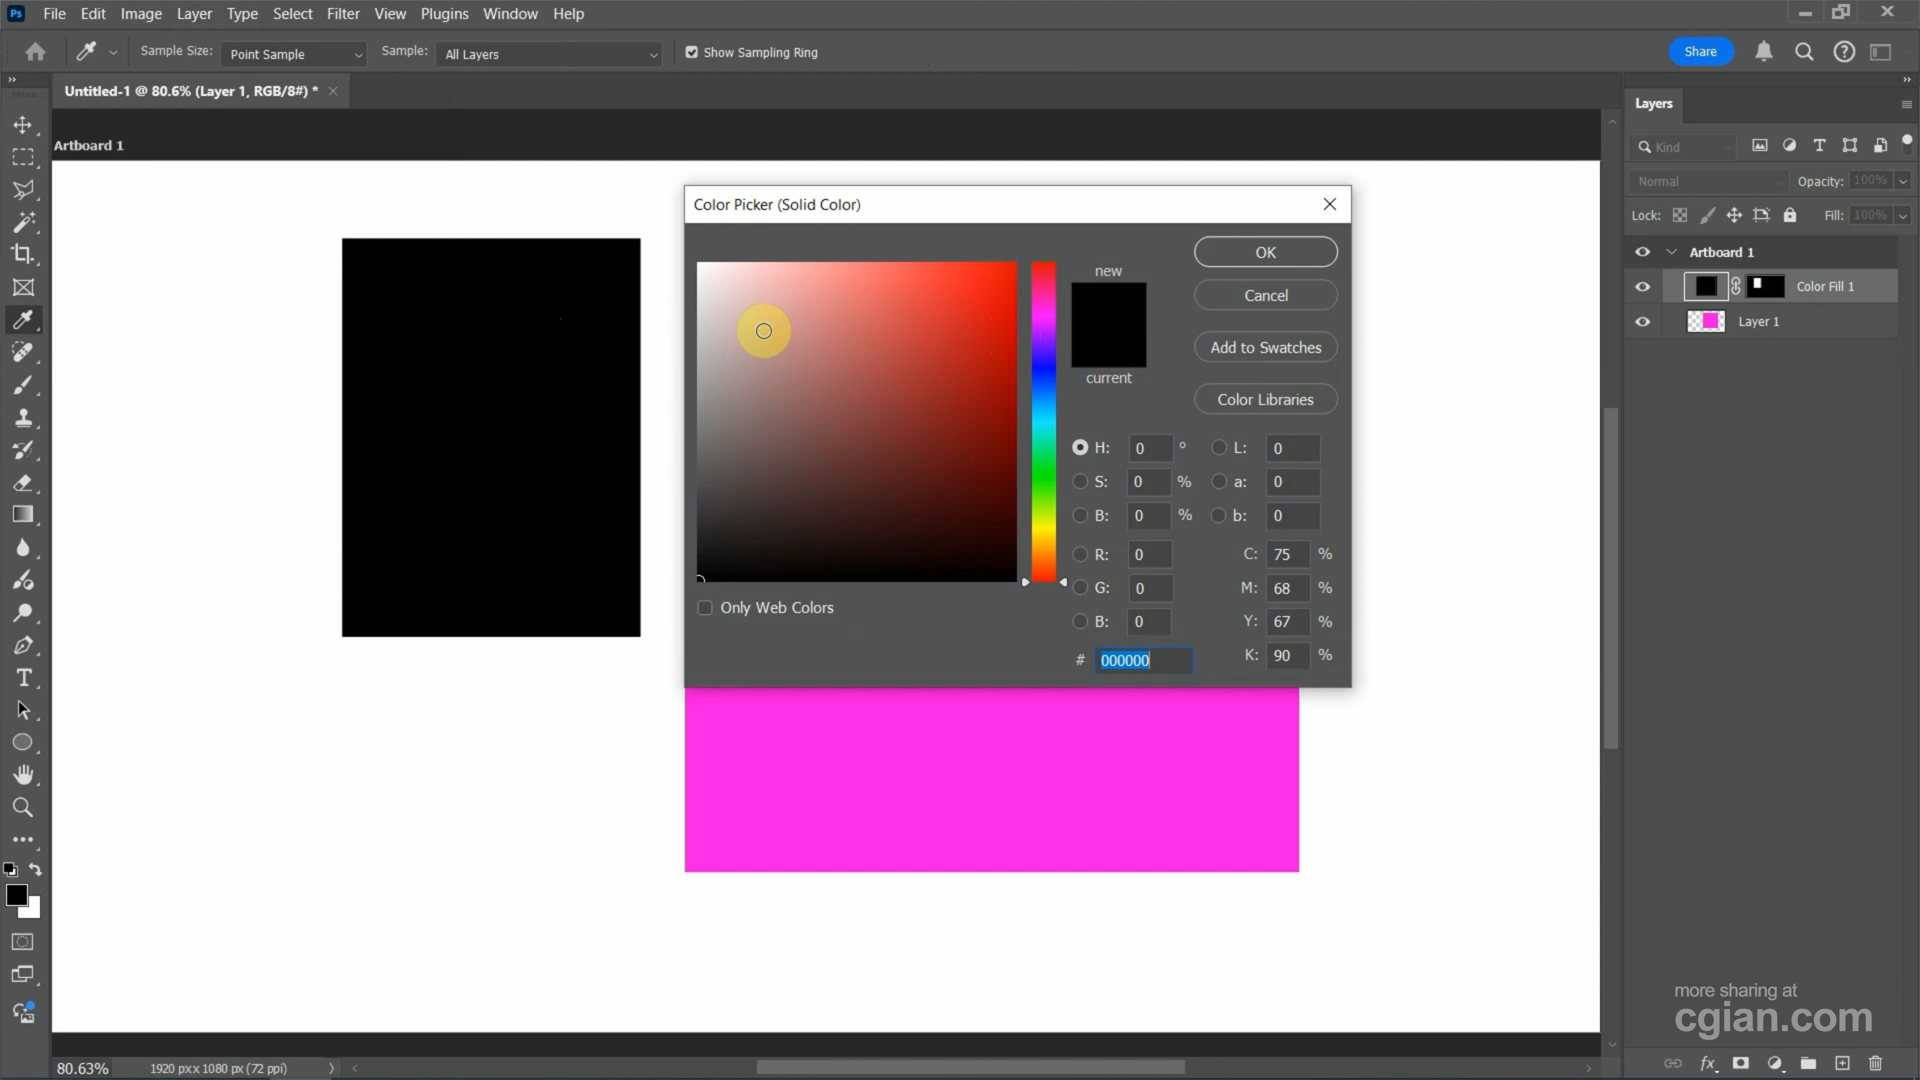 Ps File Edit Image Layer Type Select Filter View Plugins Window Help
Sample Size: Point Sample Sample: All Layers Show Sampling Ring Share
Untitled-1 @ 80.6% (Layer 1, RGB/8#) *
Artboard 1
Color Picker (Solid Color)
OK
new
Cancel
Add to Swatches
current
Color Libraries
H: 0 ° L: 0
S: 0 % a: 0
B: 0 % b: 0
R: 0 C: 75 %
G: 0 M: 68 %
Only Web Colors
B: 0 Y: 67 %
# 000000 K: 90 %
Layers
Kind
Normal Opacity: 100%
Lock: Fill: 100%
Artboard 1
Color Fill 1
Layer 1
more sharing at
cgian.com
80.63% 1920 px x 1080 px (72 ppi)